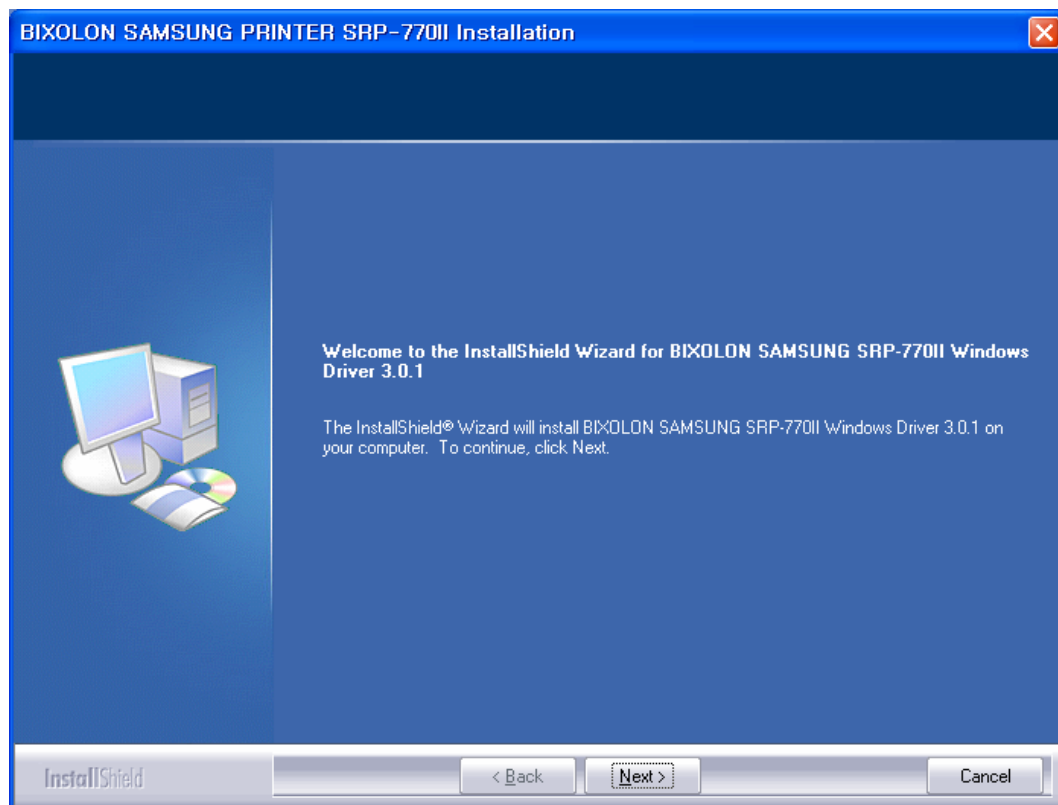 BIXOLON SAMSUNG PRINTER SRP-770II Installation
Welcome to the InstallShield Wizard for BIXOLON SAMSUNG SRP-770II Windows
Driver 3.0.1
The InstallShield® Wizard will install BIXOLON SAMSUNG SRP-770II Windows Driver 3.0.1 on
your computer. To continue, click Next.
InstallShield
< Back
Next >
Cancel